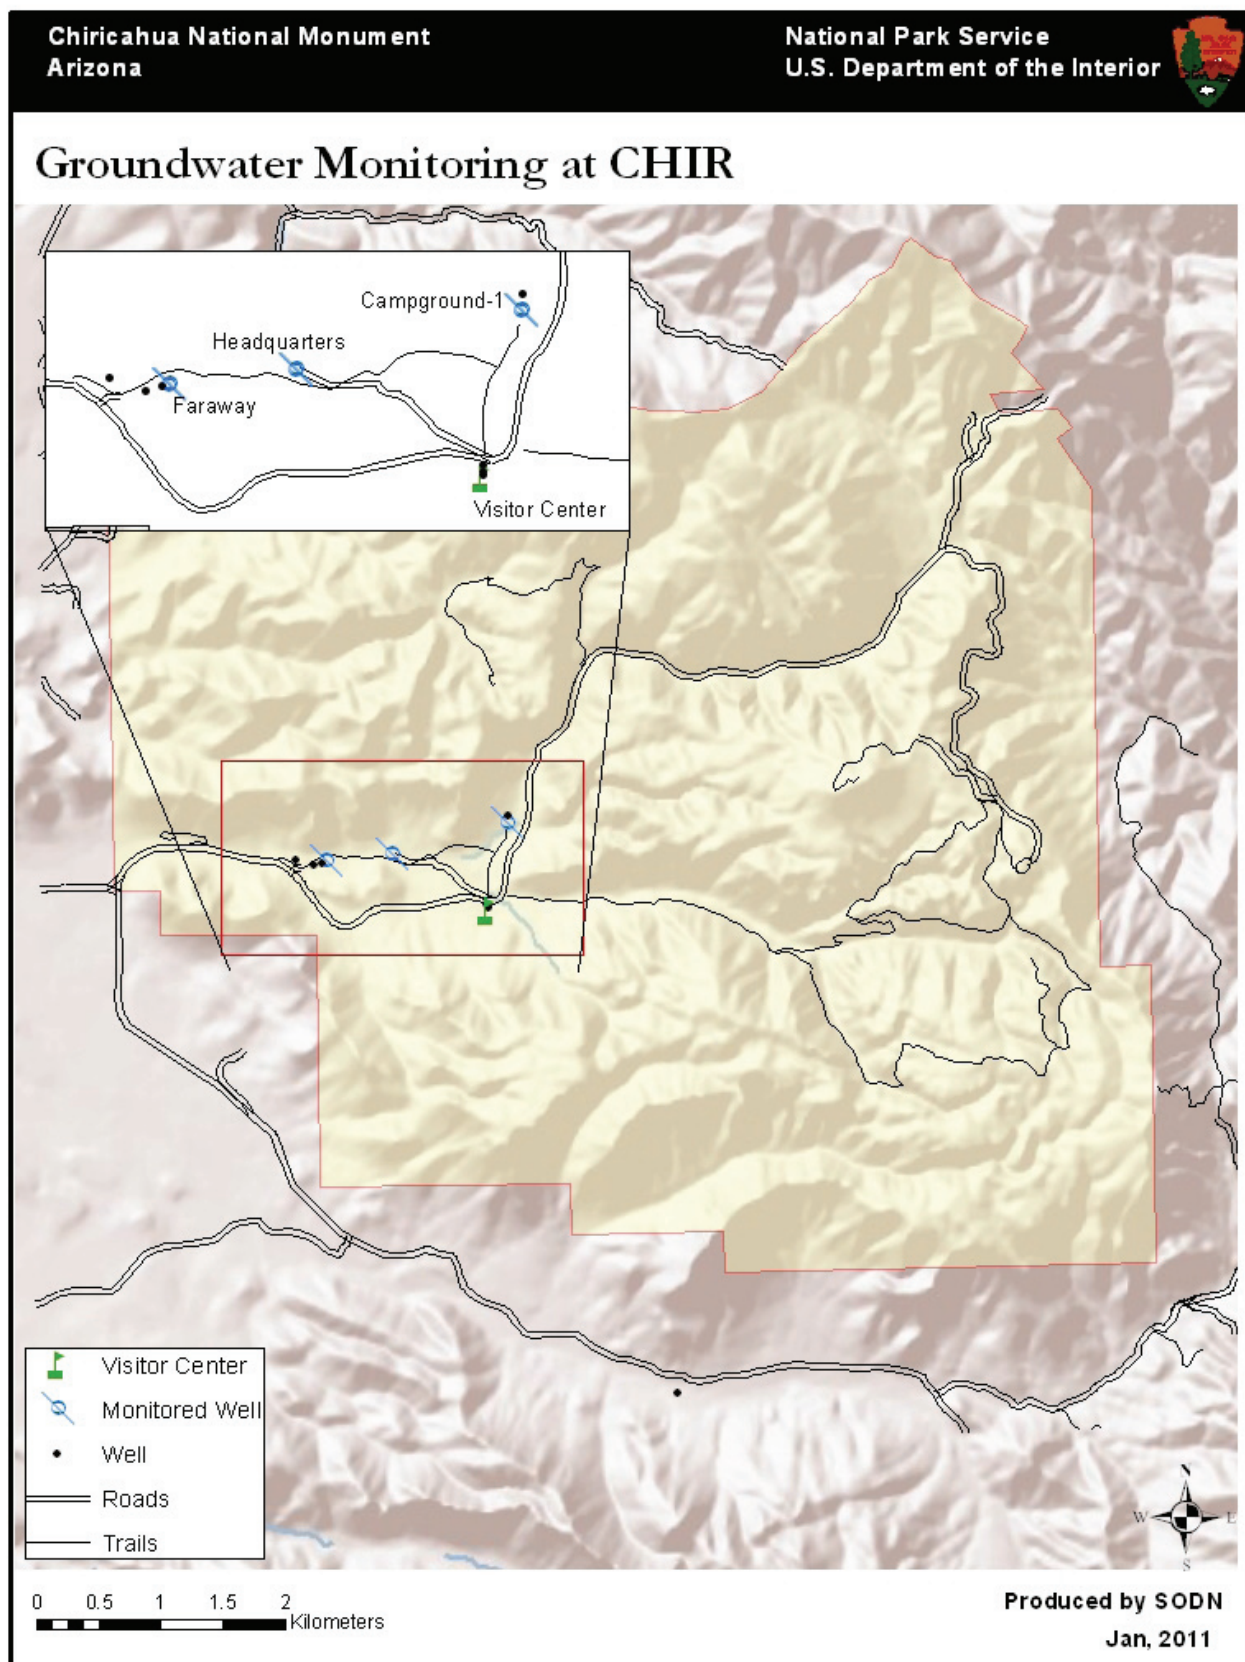 Chiricahua National Monument
Arizona
National Park Service
U.S. Department of the Interior
Groundwater Monitoring at CHIR
Campground-1
Headquarters
Faraway
Visitor Center
Visitor Center
Monitored Well
Well
Roads
Trails
N
W E
S
0 0.5 1 1.5 2
Kilometers
Produced by SODN
Jan, 2011